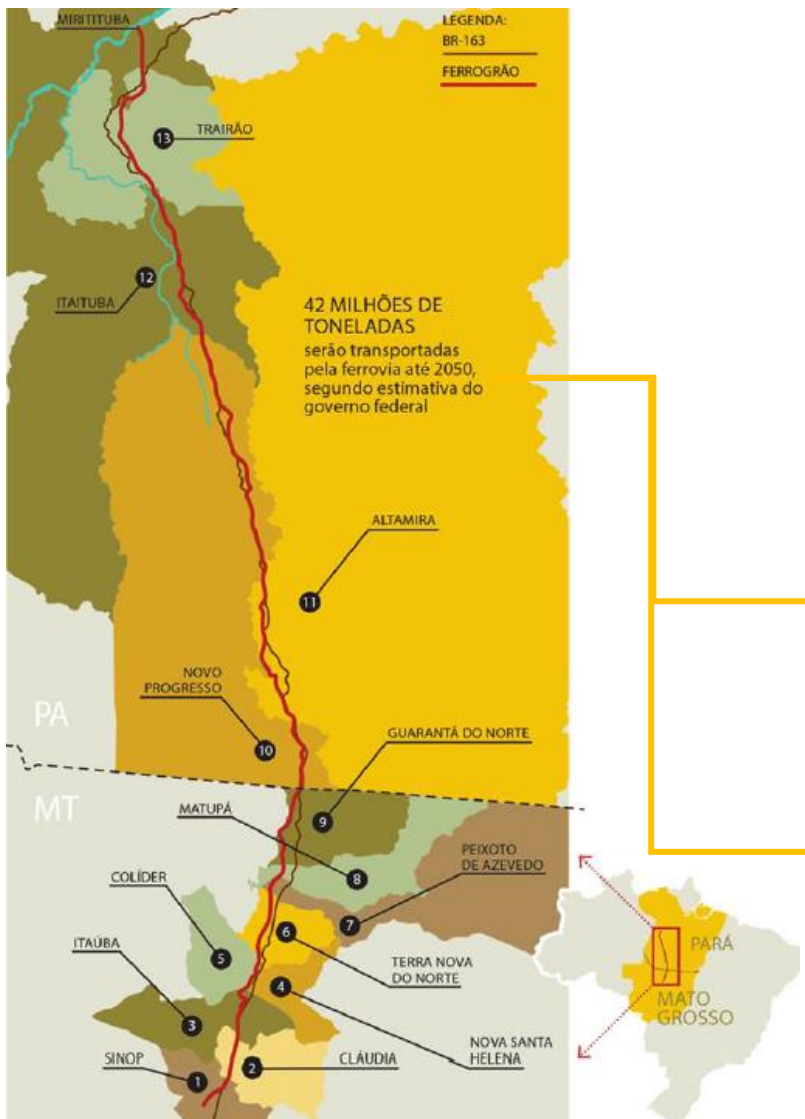 MIRITITUBA
LEGENDA:
BR-163
FERROGRÃO
13
TRAIRÃO
12
ITAITUBA
42 MILHÕES DE
TONELADAS
serão transportadas
pela ferrovia até 2050,
segundo estimativa do
governo federal
ALTAMIRA
11
NOVO
PROGRESSO
10
PA
GUARANTÃ DO NORTE
MT
MATUPÁ
9
PEIXOTO
DE AZEVEDO
COLÍDER
8
7
ITAÚBA
5
6
TERRA NOVA
DO NORTE
4
3
NOVA SANTA
HELENA
SINOP
1
2
CLÁUDIA
PARÁ
MATO
GROSSO